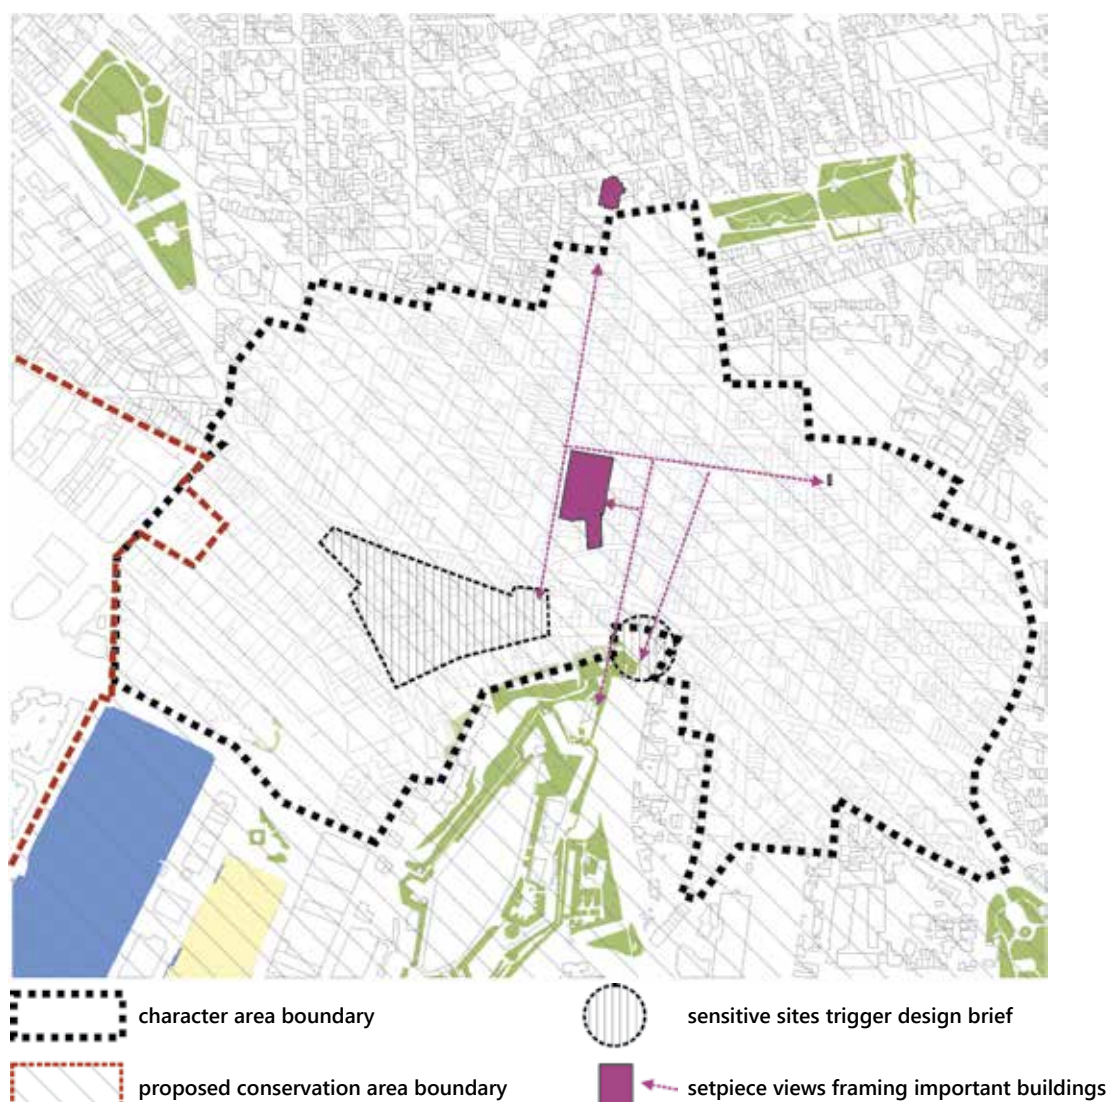 character area boundary
sensitive sites trigger design brief
proposed conservation area boundary
setpiece views framing important buildings